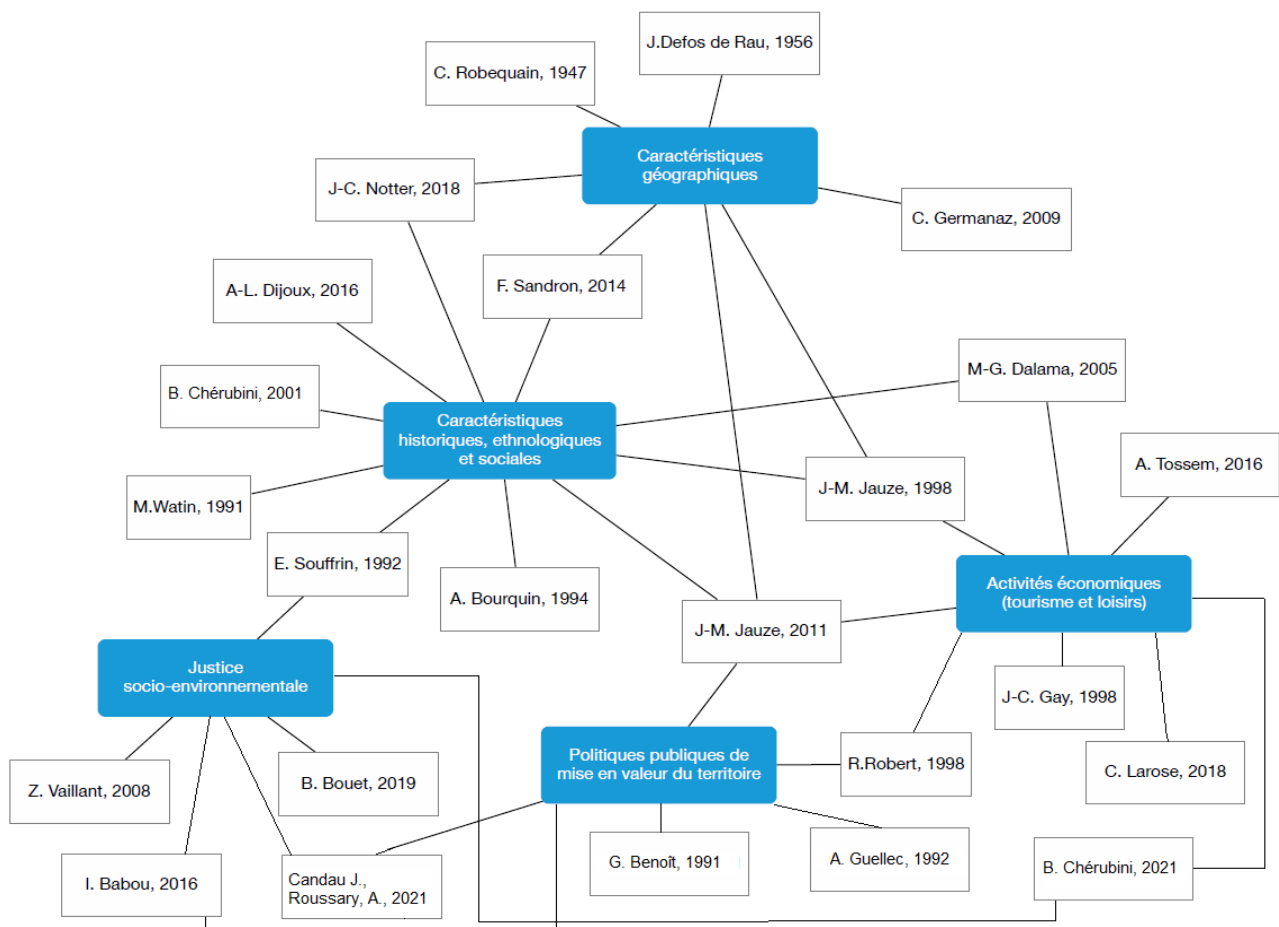 J.Defos de Rau, 1956
C. Robequain, 1947
Caractéristiques
géographiques
J-C. Notter, 2018
C. Germanaz, 2009
A-L. Dijoux, 2016
F. Sandron, 2014
M-G. Dalama, 2005
B. Chérubini, 2001
Caractéristiques
historiques, ethnologiques
et sociales
A. Tossem, 2016
J-M. Jauze, 1998
M.Watin, 1991
E. Souffrin, 1992
A. Bourquin, 1994
Activités économiques
(tourisme et loisirs)
J-M. Jauze, 2011
Justice
socio-environnementale
J-C. Gay, 1998
Politiques publiques de
mise en valeur du territoire
R.Robert, 1998
C. Larose, 2018
Z. Vaillant, 2008
B. Bouet, 2019
G. Benoît, 1991
A. Guellec, 1992
B. Chérubini, 2021
I. Babou, 2016
Candau J.,
Roussary, A., 2021